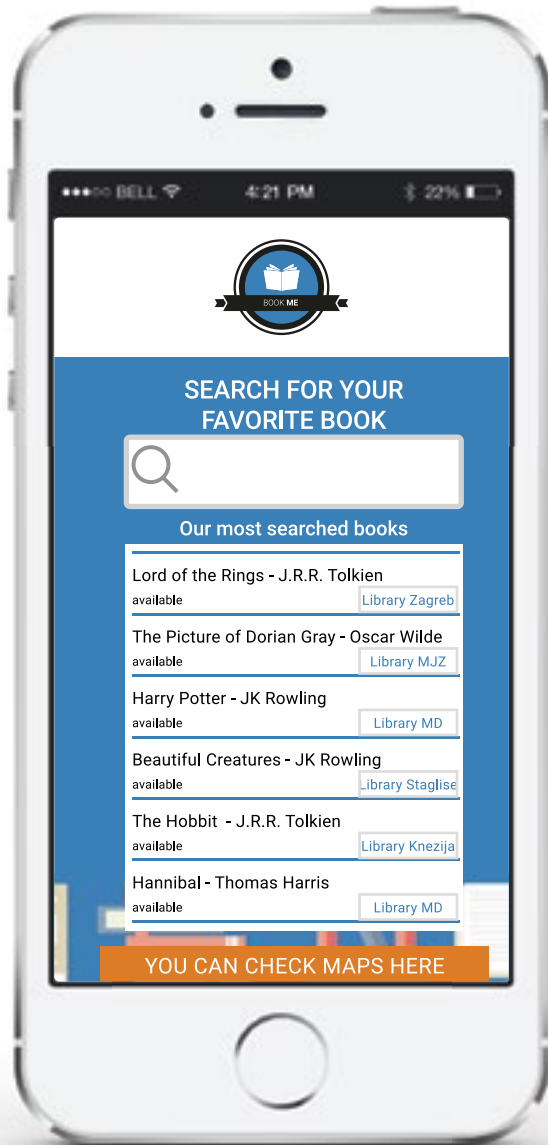 BELL 4:21 PM 22%
BOOK ME
SEARCH FOR YOUR
FAVORITE BOOK
Our most searched books
Lord of the Rings - J.R.R. Tolkien
available Library Zagreb
The Picture of Dorian Gray - Oscar Wilde
available Library MJZ
Harry Potter - JK Rowling
available Library MD
Beautiful Creatures - JK Rowling
available Library Staglise
The Hobbit - J.R.R. Tolkien
available Library Knezija
Hannibal - Thomas Harris
available Library MD
YOU CAN CHECK MAPS HERE